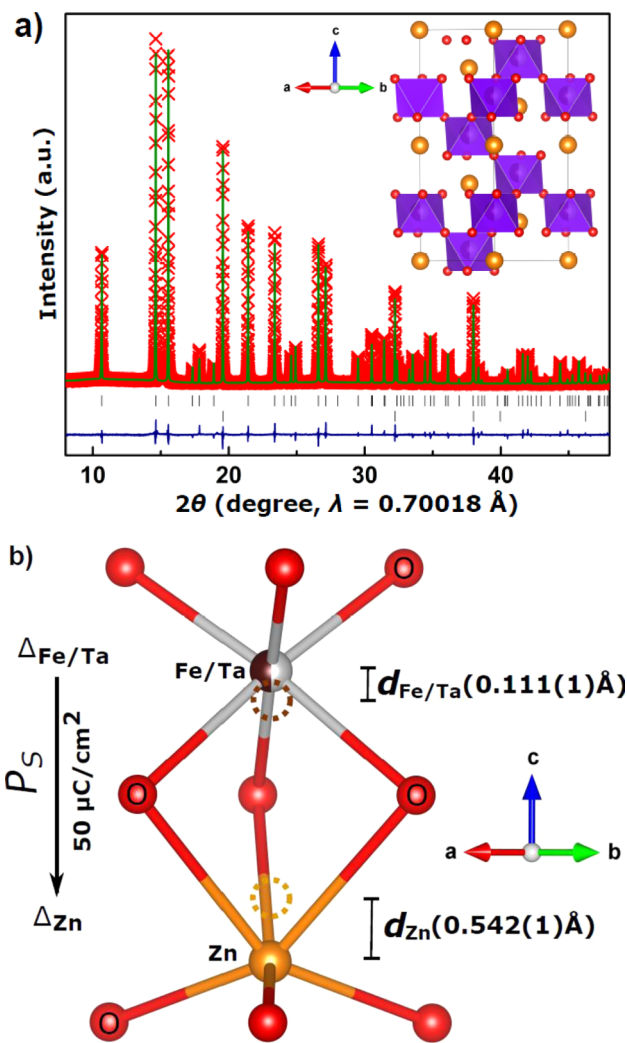 a)
c
a
b
Intensity (a.u.)
10
20
30
40
2θ (degree, λ = 0.70018 Å)
b)
O
ΔFe/Ta
Fe/Ta
dFe/Ta(0.111(1)Å)
PS
50 μC/cm²
O
O
c
a
b
ΔZn
Zn
dZn(0.542(1)Å)
O